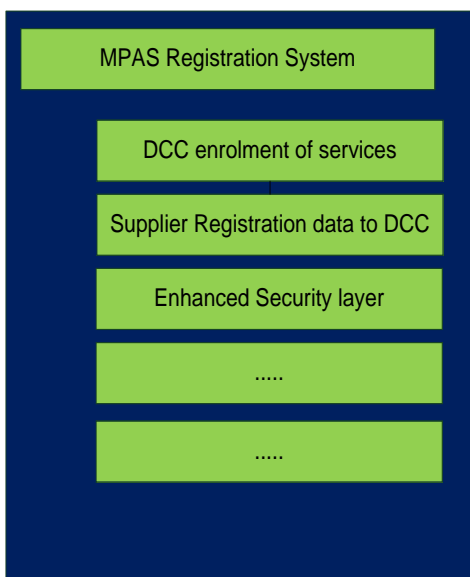 MPAS Registration System
DCC enrolment of services
Supplier Registration data to DCC
Enhanced Security layer
.....
.....